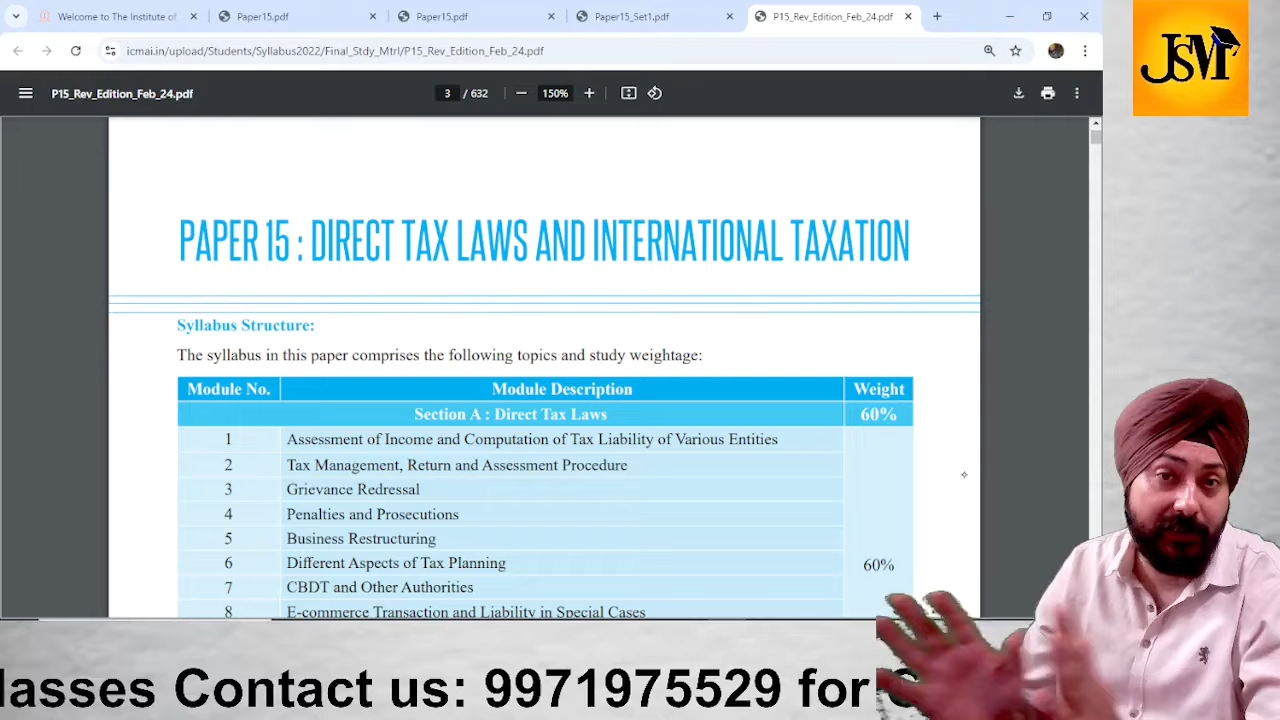 Welcome to The Institute of
Paper15.pdf
Paper15.pdf
Paper15_Set1.pdf
P15_Rev_Edition_Feb_24.pdf
icmai.in/upload/Students/Syllabus2022/Final_Stdy_Mtrl/P15_Rev_Edition_Feb_24.pdf
P15_Rev_Edition_Feb_24.pdf
3 / 632
150%
JSM
PAPER 15 : DIRECT TAX LAWS AND INTERNATIONAL TAXATION
Syllabus Structure:
The syllabus in this paper comprises the following topics and study weightage:
Module No. Module Description Weight
Section A : Direct Tax Laws 60%
1 Assessment of Income and Computation of Tax Liability of Various Entities
2 Tax Management, Return and Assessment Procedure
3 Grievance Redressal
4 Penalties and Prosecutions
5 Business Restructuring
6 Different Aspects of Tax Planning
60%
7 CBDT and Other Authorities
8 E-commerce Transaction and Liability in Special Cases
lasses Contact us: 9971975529 for